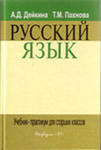 А.Д. Дейкина Т.М. Пахнова
РУССКИЙ
ЯЗЫК
Учебник-практикум для старших классов